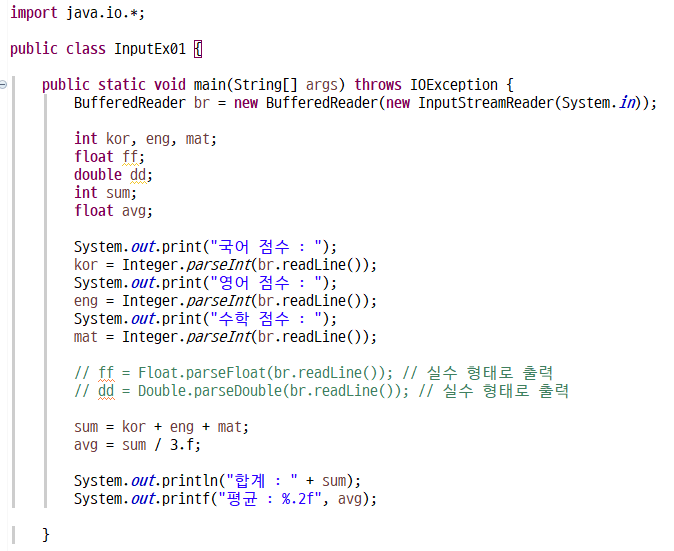 import java.io.*;
public class InputEx01 {
public static void main(String[] args) throws IOException {
BufferedReader br = new BufferedReader(new InputStreamReader(System.in));
int kor, eng, mat;
float ff;
double dd;
int sum;
float avg;
System.out.print("국어 점수 : ");
kor = Integer.parseInt(br.readLine());
System.out.print("영어 점수 : ");
eng = Integer.parseInt(br.readLine());
System.out.print("수학 점수 : ");
mat = Integer.parseInt(br.readLine());
// ff = Float.parseFloat(br.readLine()); // 실수 형태로 출력
// dd = Double.parseDouble(br.readLine()); // 실수 형태로 출력
sum = kor + eng + mat;
avg = sum / 3.f;
System.out.println("합계 : " + sum);
System.out.printf("평균 : %.2f", avg);
}